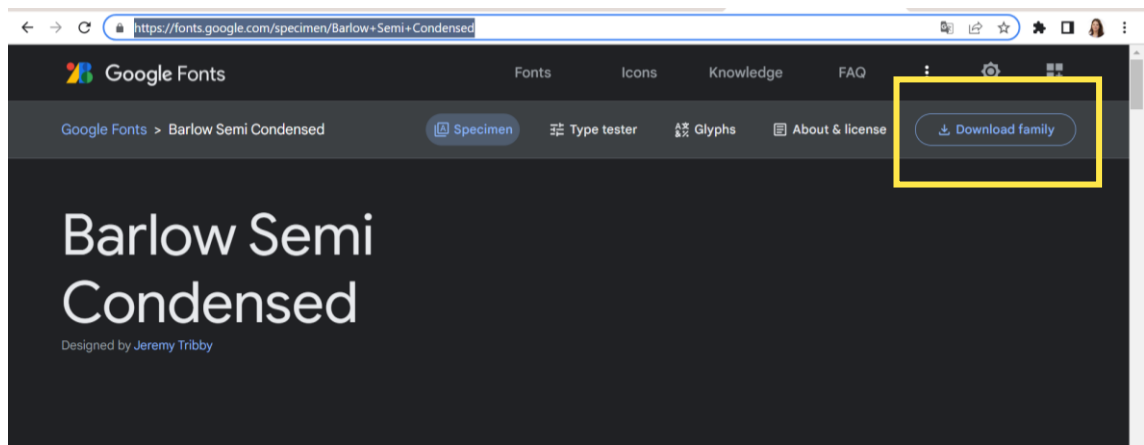 https://fonts.google.com/specimen/Barlow+Semi+Condensed
Google Fonts Fonts Icons Knowledge FAQ
Google Fonts > Barlow Semi Condensed Specimen Type tester Glyphs About & license Download family
Barlow Semi
Condensed
Designed by Jeremy Tribby